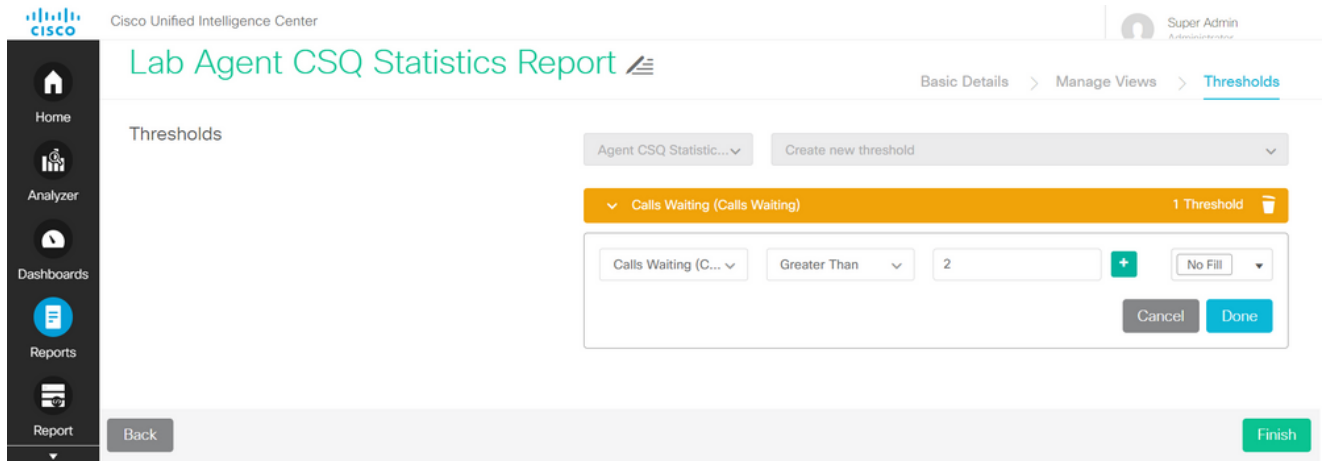 CISCO
Cisco Unified Intelligence Center
Super Admin
Administrator
Lab Agent CSQ Statistics Report
Basic Details > Manage Views > Thresholds
Home
Analyzer
Dashboards
Reports
Report
Thresholds
Agent CSQ Statistic...
Create new threshold
Calls Waiting (Calls Waiting)
1 Threshold
Calls Waiting (C...
Greater Than
2
+
No Fill
Cancel
Done
Back
Finish